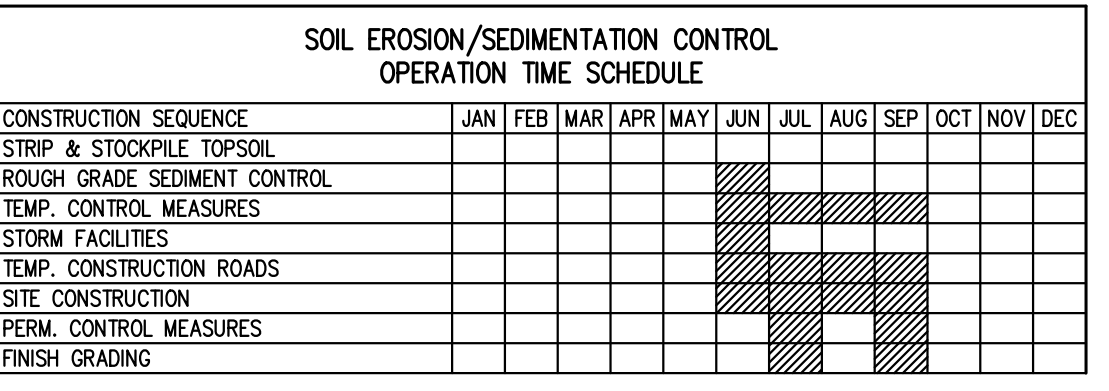 SOIL EROSION/SEDIMENTATION CONTROL
OPERATION TIME SCHEDULE
CONSTRUCTION SEQUENCE JAN FEB MAR APR MAY JUN JUL AUG SEP OCT NOV DEC
STRIP & STOCKPILE TOPSOIL
ROUGH GRADE SEDIMENT CONTROL
TEMP. CONTROL MEASURES
STORM FACILITIES
TEMP. CONSTRUCTION ROADS
SITE CONSTRUCTION
PERM. CONTROL MEASURES
FINISH GRADING